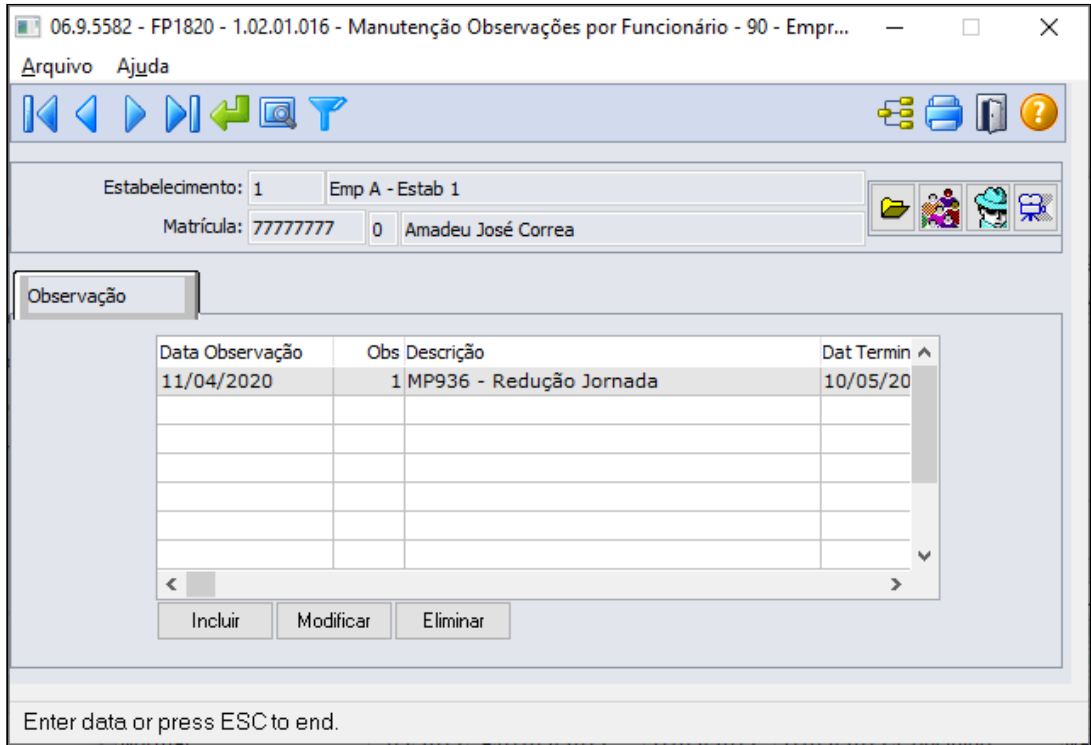 06.9.5582 - FP1820 - 1.02.01.016 - Manutenção Observações por Funcionário - 90 - Empr...
Arquivo Ajuda
?
Estabelecimento: 1 Emp A - Estab 1
Matrícula: 77777777 0 Amadeu José Correa
Observação
Data Observação Obs Descrição Dat Termin
11/04/2020 1 MP936 - Redução Jornada 10/05/20
Incluir Modificar Eliminar
Enter data or press ESC to end.